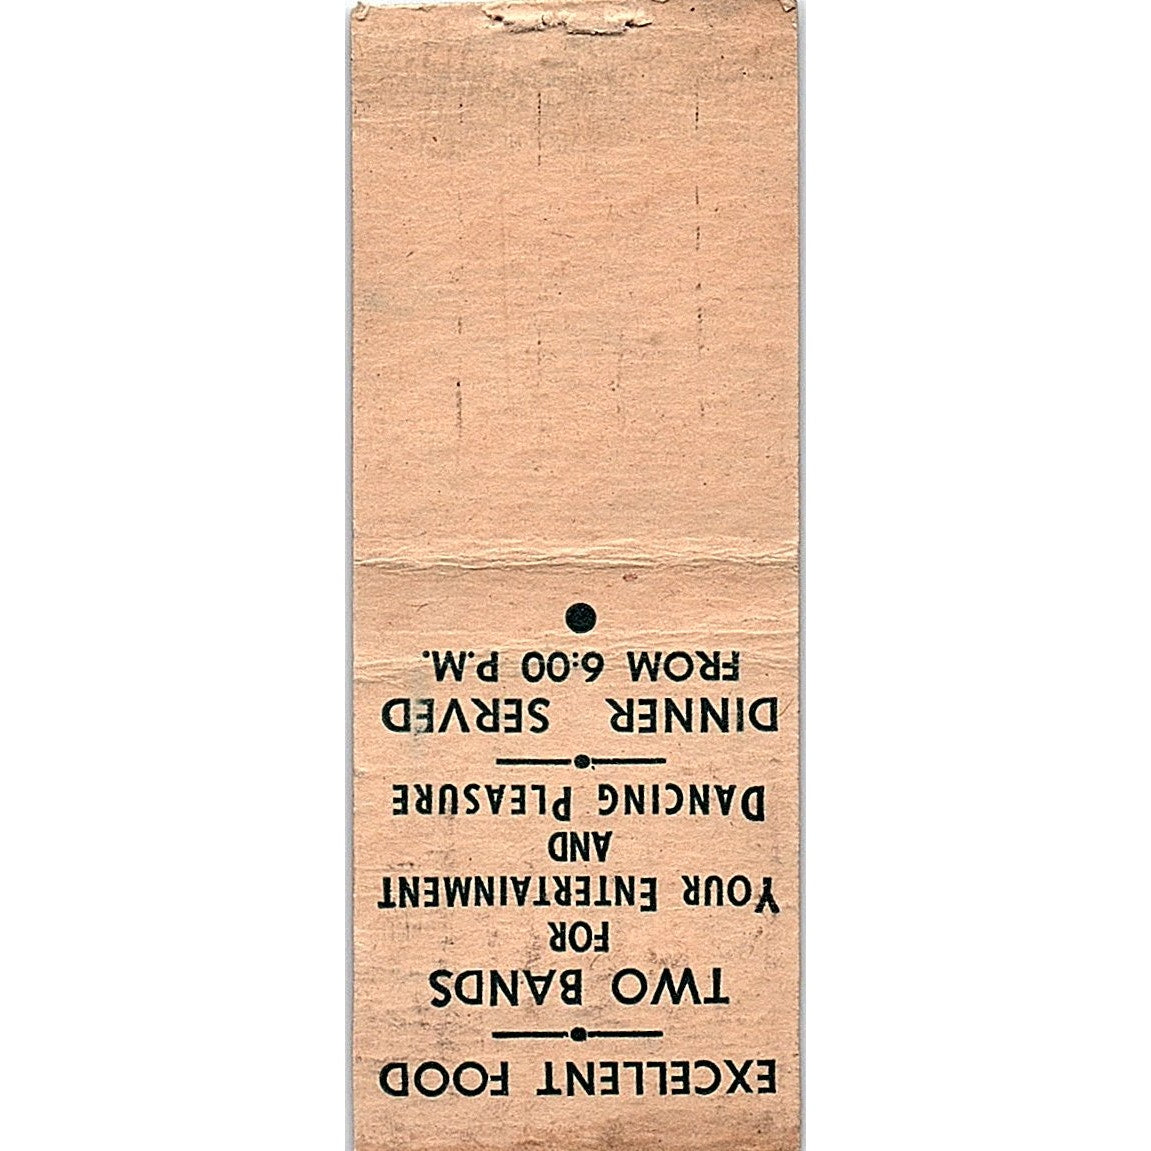 EXCELLENT FOOD
TWO BANDS
FOR
YOUR ENTERTAINMENT
AND
DANCING PLEASURE
DINNER SERVED
FROM 6:00 P.M.